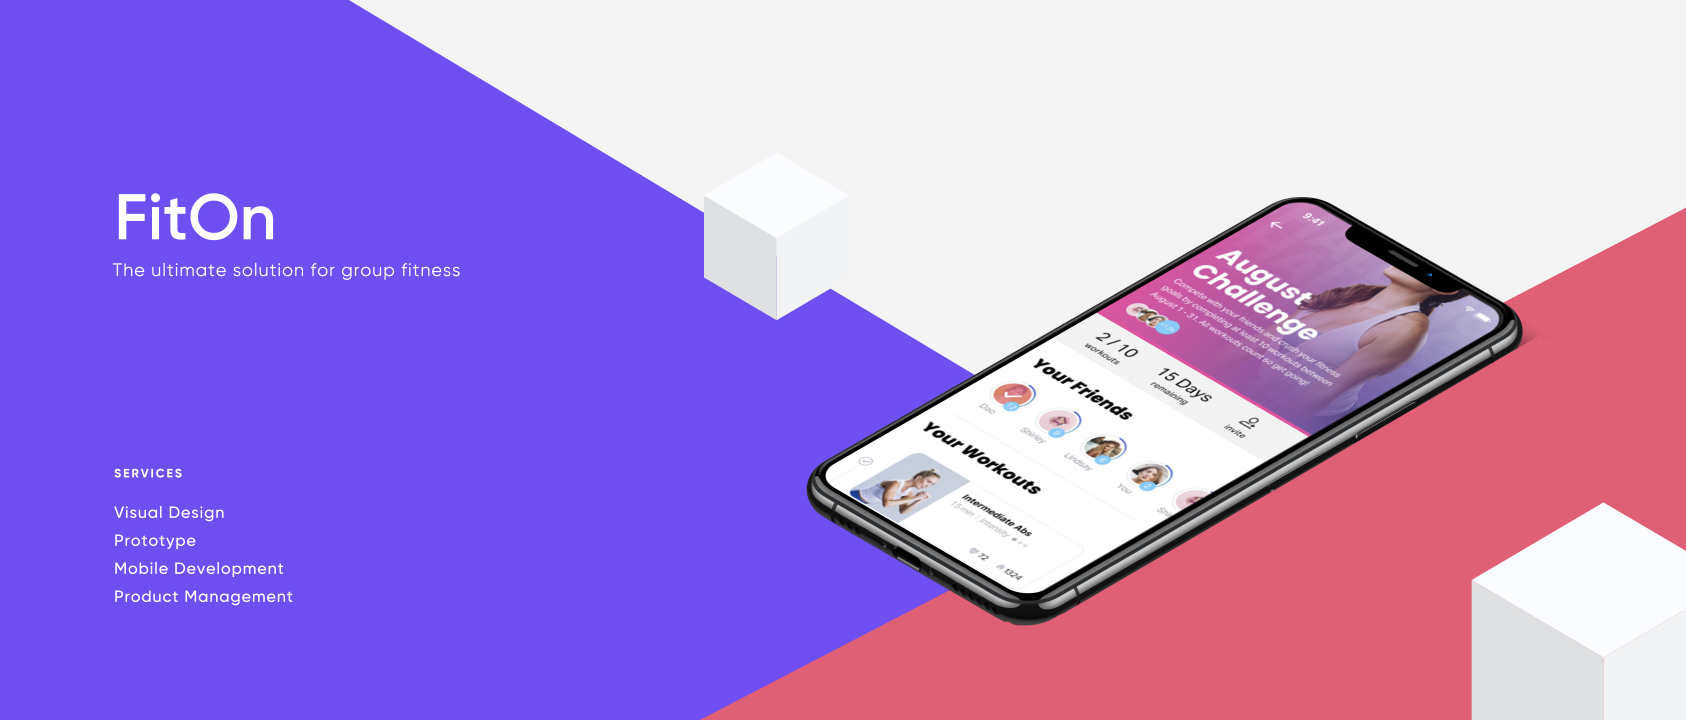 FitOn
The ultimate solution for group fitness
SERVICES
Visual Design
Prototype
Mobile Development
Product Management
9:41
August
Challenge
Compete with your friends and crush your fitness
goals by completing at least 10 workouts between
August 1 - 31. All workouts count so get going!
2 / 10
workouts
15 Days
remaining
invite
Your Friends
Dao
Shirley
Lindsay
You
Your Workouts
Intermediate Abs
15 min | Intensity
72
1324